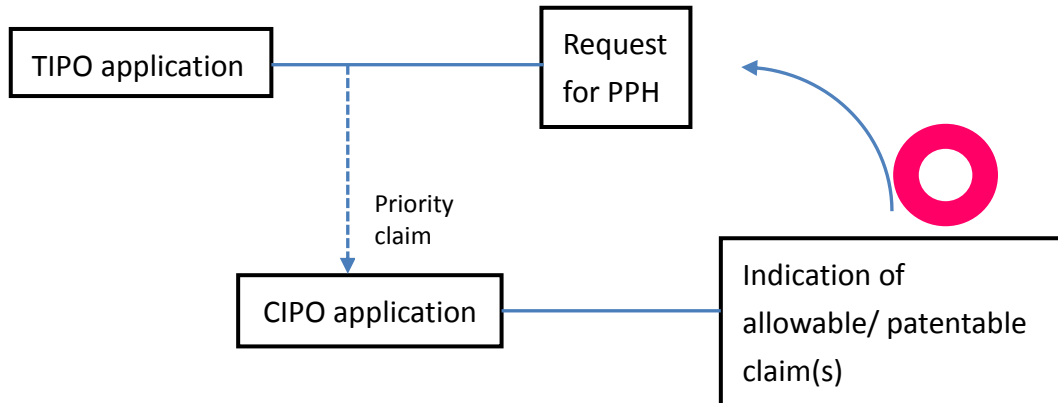 TIPO application
Request
for PPH
Priority
claim
CIPO application
Indication of
allowable/ patentable
claim(s)